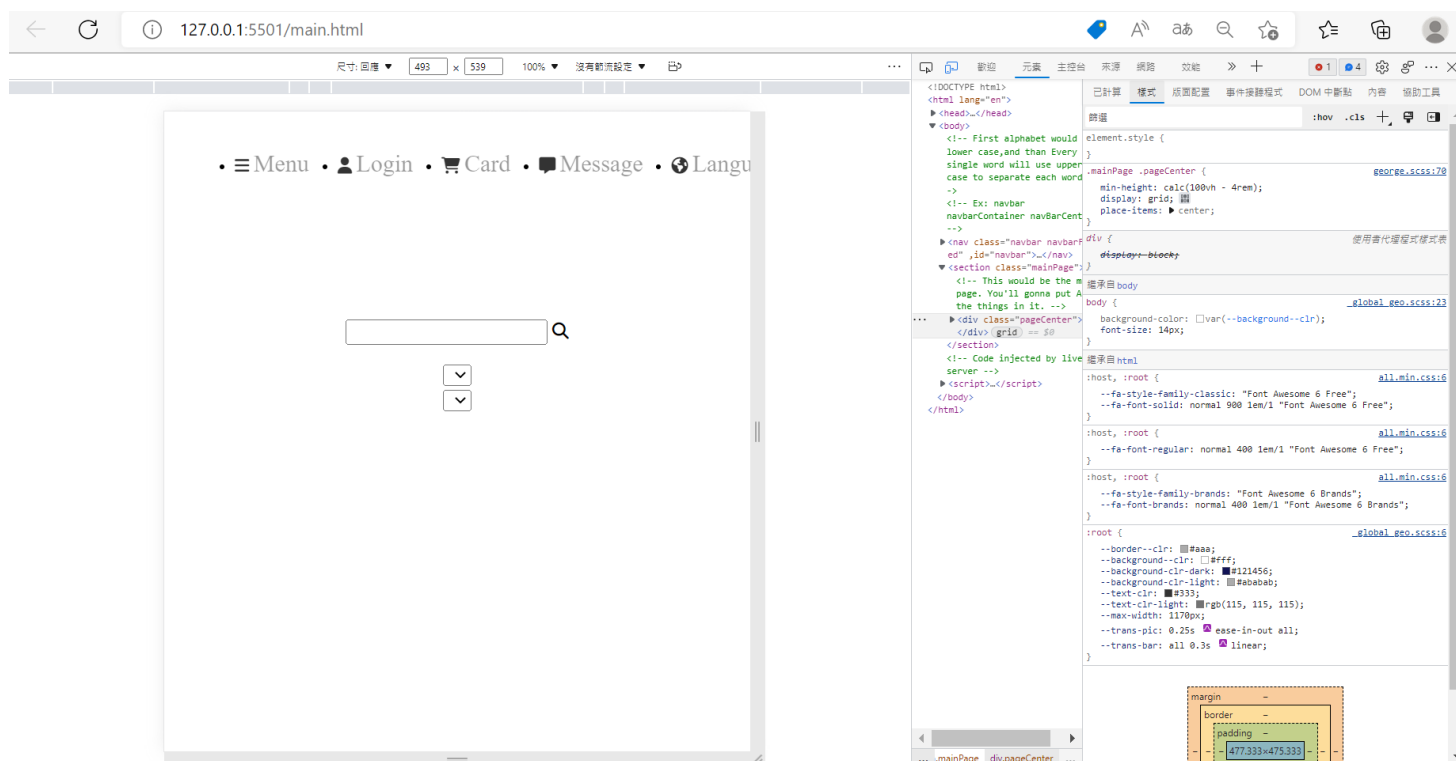 127.0.0.1:5501/main.html
A aあ
尺寸: 回應 ▼ 493 x 539 100% ▼ 沒有節流設定 ▼
歡迎 元素 主控台 來源 網路 效能 » 1 4
• Menu • Login • Card • Message • Langu
<!DOCTYPE html>
<html lang="en">
▶<head>…</head>
▼<body>
<!-- First alphabet would
lower case,and than Every
single word will use upper
case to separate each word
->
<!-- Ex: navbar
navbarContainer navBarCent
-->
▶<nav class="navbar navbarF
ed" ,id="navbar">…</nav>
▼<section class="mainPage">
<!-- This would be the m
page. You'll gonna put A
the things in it. -->
▶<div class="pageCenter">
</div> grid == $0
</section>
<!-- Code injected by live
server -->
▶<script>…</script>
</body>
</html>
… .mainPage div.pageCenter …
已計算 樣式 版面配置 事件接聽程式 DOM 中斷點 內容 協助工具
篩選 :hov .cls
element.style {
}
.mainPage .pageCenter { george.scss:70
min-height: calc(100vh - 4rem);
display: grid;
place-items: ▶ center;
}
div { 使用者代理程式樣式表
display: block;
}
繼承自 body
body { _global geo.scss:23
background-color: var(--background--clr);
font-size: 14px;
}
繼承自 html
:host, :root { all.min.css:6
--fa-style-family-classic: "Font Awesome 6 Free";
--fa-font-solid: normal 900 1em/1 "Font Awesome 6 Free";
}
:host, :root { all.min.css:6
--fa-font-regular: normal 400 1em/1 "Font Awesome 6 Free";
}
:host, :root { all.min.css:6
--fa-style-family-brands: "Font Awesome 6 Brands";
--fa-font-brands: normal 400 1em/1 "Font Awesome 6 Brands";
}
:root { _global geo.scss:6
--border--clr: #aaa;
--background--clr: #fff;
--background-clr-dark: #121456;
--background-clr-light: #ababab;
--text-clr: #333;
--text-clr-light: rgb(115, 115, 115);
--max-width: 1170px;
--trans-pic: 0.25s ease-in-out all;
--trans-bar: all 0.3s linear;
}
margin –
border –
padding –
– – – 477.333×475.333 – – –